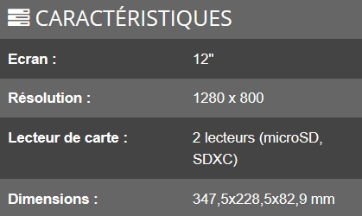 CARACTÉRISTIQUES
Ecran : 12"
Résolution : 1280 x 800
Lecteur de carte : 2 lecteurs (microSD,
SDXC)
Dimensions : 347,5x228,5x82,9 mm